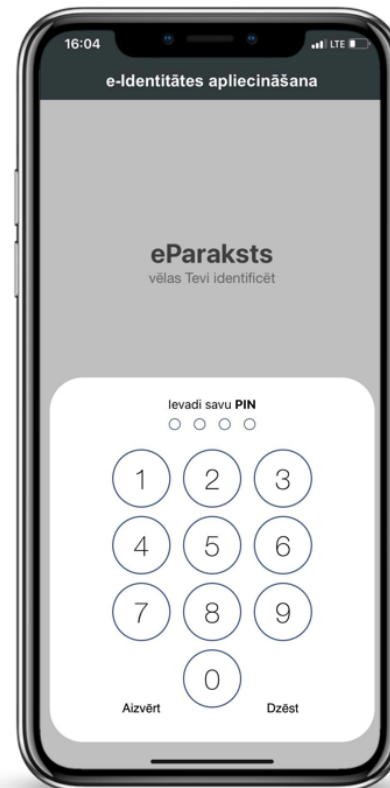 16:04 LTE
e-Identitātes apliecināšana
eParaksts
vēlas Tevi identificēt
Ievadi savu PIN
1 2 3
4 5 6
7 8 9
0
Aizvērt Dzēst